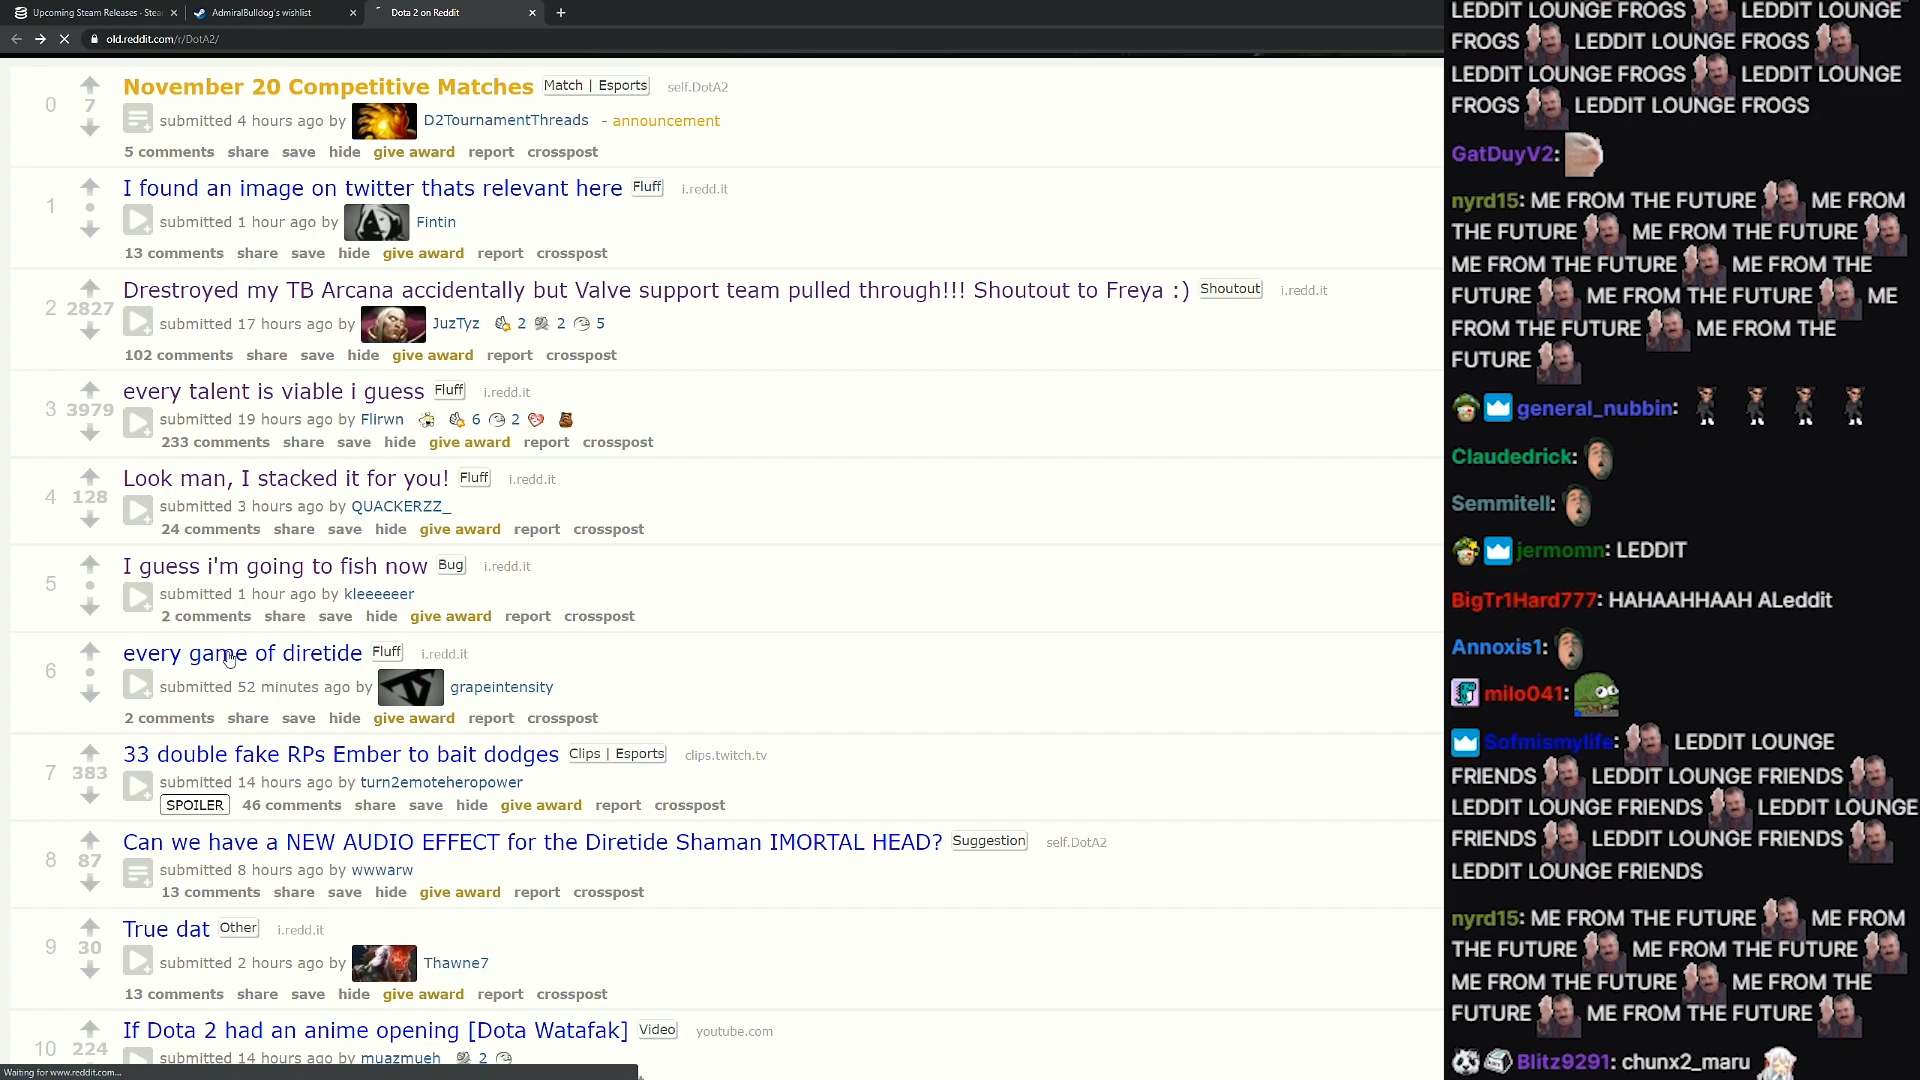 Upcoming Steam Releases - Stea
AdmiralBulldog's wishlist
Dota 2 on Reddit
old.reddit.com/r/DotA2/
0
7
November 20 Competitive Matches Match | Esports self.DotA2
submitted 4 hours ago by D2TournamentThreads - announcement
5 comments share save hide give award report crosspost
1
I found an image on twitter thats relevant here Fluff i.redd.it
submitted 1 hour ago by Fintin
13 comments share save hide give award report crosspost
2
2827
Drestroyed my TB Arcana accidentally but Valve support team pulled through!!! Shoutout to Freya :) Shoutout i.redd.it
submitted 17 hours ago by JuzTyz 2 2 5
102 comments share save hide give award report crosspost
3
3979
every talent is viable i guess Fluff i.redd.it
submitted 19 hours ago by Flirwn 6 2
233 comments share save hide give award report crosspost
4
128
Look man, I stacked it for you! Fluff i.redd.it
submitted 3 hours ago by QUACKERZZ_
24 comments share save hide give award report crosspost
5
I guess i'm going to fish now Bug i.redd.it
submitted 1 hour ago by kleeeeeer
2 comments share save hide give award report crosspost
6
every game of diretide Fluff i.redd.it
submitted 52 minutes ago by grapeintensity
2 comments share save hide give award report crosspost
7
383
33 double fake RPs Ember to bait dodges Clips | Esports clips.twitch.tv
submitted 14 hours ago by turn2emoteheropower
SPOILER 46 comments share save hide give award report crosspost
8
87
Can we have a NEW AUDIO EFFECT for the Diretide Shaman IMORTAL HEAD? Suggestion self.DotA2
submitted 8 hours ago by wwwarw
13 comments share save hide give award report crosspost
9
30
True dat Other i.redd.it
submitted 2 hours ago by Thawne7
13 comments share save hide give award report crosspost
10
224
If Dota 2 had an anime opening [Dota Watafak] Video youtube.com
submitted 14 hours ago by muazmueh 2
Waiting for www.reddit.com...
LEDDIT LOUNGE FROGS LEDDIT LOUNGE
FROGS LEDDIT LOUNGE FROGS
LEDDIT LOUNGE FROGS LEDDIT LOUNGE
FROGS LEDDIT LOUNGE FROGS
GatDuyV2:
nyrd15: ME FROM THE FUTURE ME FROM
THE FUTURE ME FROM THE FUTURE
ME FROM THE FUTURE ME FROM THE
FUTURE ME FROM THE FUTURE ME
FROM THE FUTURE ME FROM THE
FUTURE
general_nubbin:
Claudedrick:
Semmitell:
jermomn: LEDDIT
BigTr1Hard777: HAHAAHHAAH ALeddit
Annoxis1:
milo041:
Sofmismylife: LEDDIT LOUNGE
FRIENDS LEDDIT LOUNGE FRIENDS
LEDDIT LOUNGE FRIENDS LEDDIT LOUNGE
FRIENDS LEDDIT LOUNGE FRIENDS
LEDDIT LOUNGE FRIENDS
nyrd15: ME FROM THE FUTURE ME FROM
THE FUTURE ME FROM THE FUTURE
ME FROM THE FUTURE ME FROM THE
FUTURE ME FROM THE FUTURE
Blitz9291: chunx2_maru